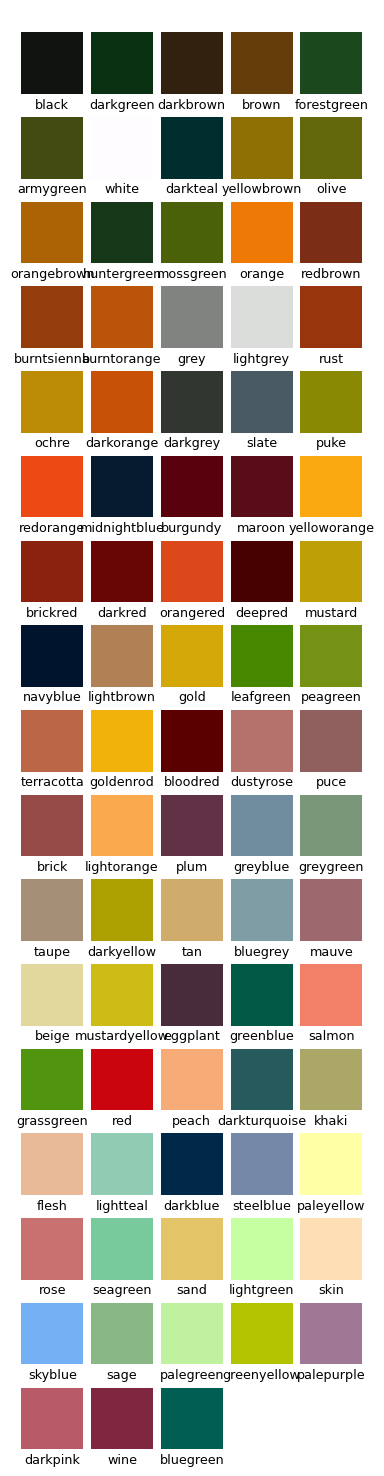 black darkgreen darkbrown brown forestgreen
armygreen white darkteal yellowbrown olive
orangebrown huntergreen mossgreen orange redbrown
burntsienna burntorange grey lightgrey rust
ochre darkorange darkgrey slate puke
redorange midnightblue burgundy maroon yelloworange
brickred darkred orangered deepred mustard
navyblue lightbrown gold leafgreen peagreen
terracotta goldenrod bloodred dustyrose puce
brick lightorange plum greyblue greygreen
taupe darkyellow tan bluegrey mauve
beige mustardyellow eggplant greenblue salmon
grassgreen red peach darkturquoise khaki
flesh lightteal darkblue steelblue paleyellow
rose seagreen sand lightgreen skin
skyblue sage palegreen greenyellow palepurple
darkpink wine bluegreen